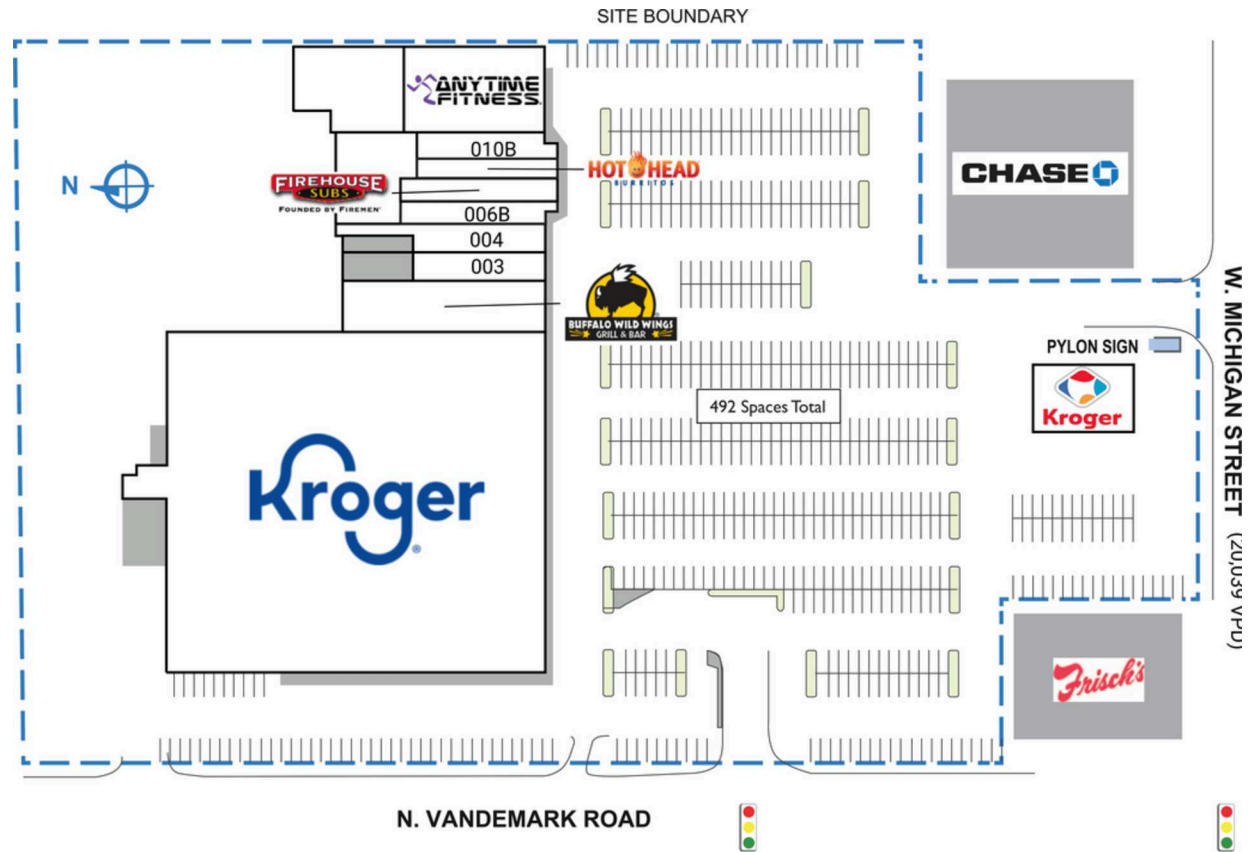 SITE BOUNDARY
ANYTIME
FITNESS
010B
HOT HEAD
BURRITOS
CHASE
N
FIREHOUSE
SUBS
FOUNDED BY FIREMEN
006B
004
003
BUFFALO WILD WINGS
GRILL & BAR
PYLON SIGN
Kroger
492 Spaces Total
Kroger
W. MICHIGAN STREET (20,039 VPD)
Frisch's
N. VANDEMARK ROAD